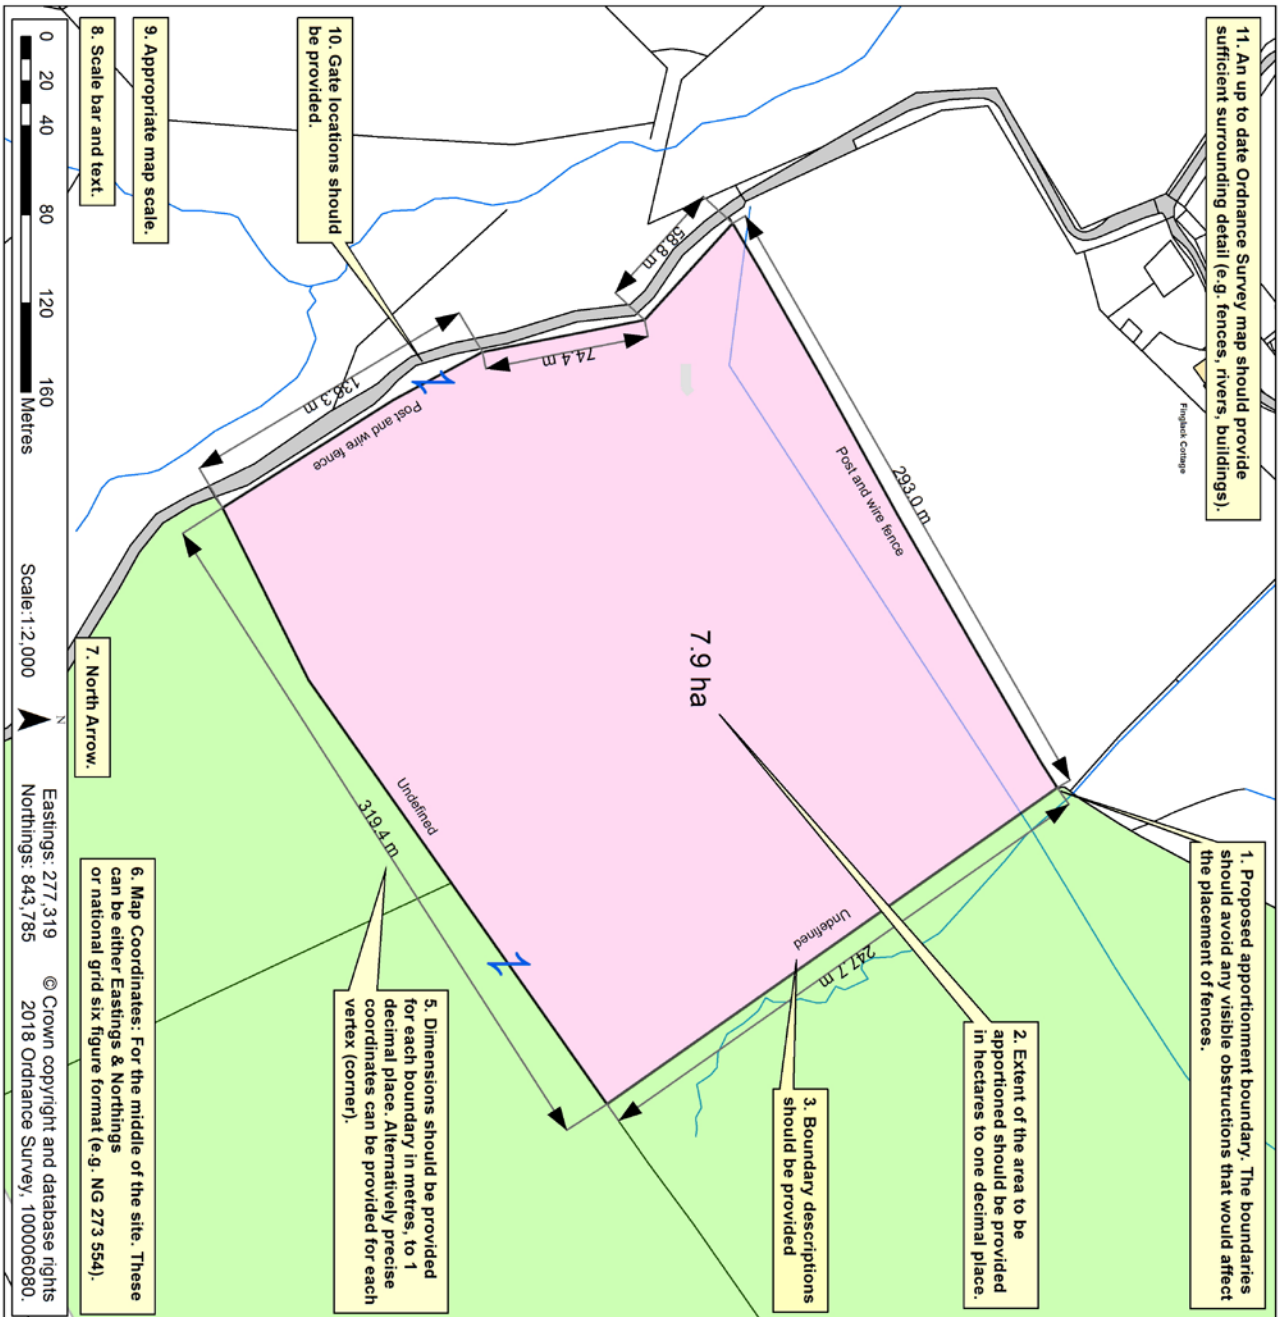 11. An up to date Ordnance Survey map should provide
sufficient surrounding detail (e.g. fences, rivers, buildings).
Finglack Cottage
1. Proposed apportionment boundary. The boundaries
should avoid any visible obstructions that would affect
the placement of fences.
293.0 m
Post and wire fence
2. Extent of the area to be
apportioned should be provided
in hectares to one decimal place.
7.9 ha
Undefined
247.7 m
3. Boundary descriptions
should be provided
58.8 m
74.4 m
136.3 m
Post and wire fence
10. Gate locations should
be provided.
Undefined
319.4 m
5. Dimensions should be provided
for each boundary in metres, to 1
decimal place. Alternatively precise
coordinates can be provided for each
vertex (corner).
9. Appropriate map scale.
8. Scale bar and text.
7. North Arrow.
6. Map Coordinates: For the middle of the site. These
can be either Eastings & Northings
or national grid six figure format (e.g. NG 273 554).
0 20 40 80 120 160
Metres
Scale:1:2,000
N
Eastings: 277,319
Northings: 843,785
© Crown copyright and database rights
2018 Ordnance Survey, 100006080.